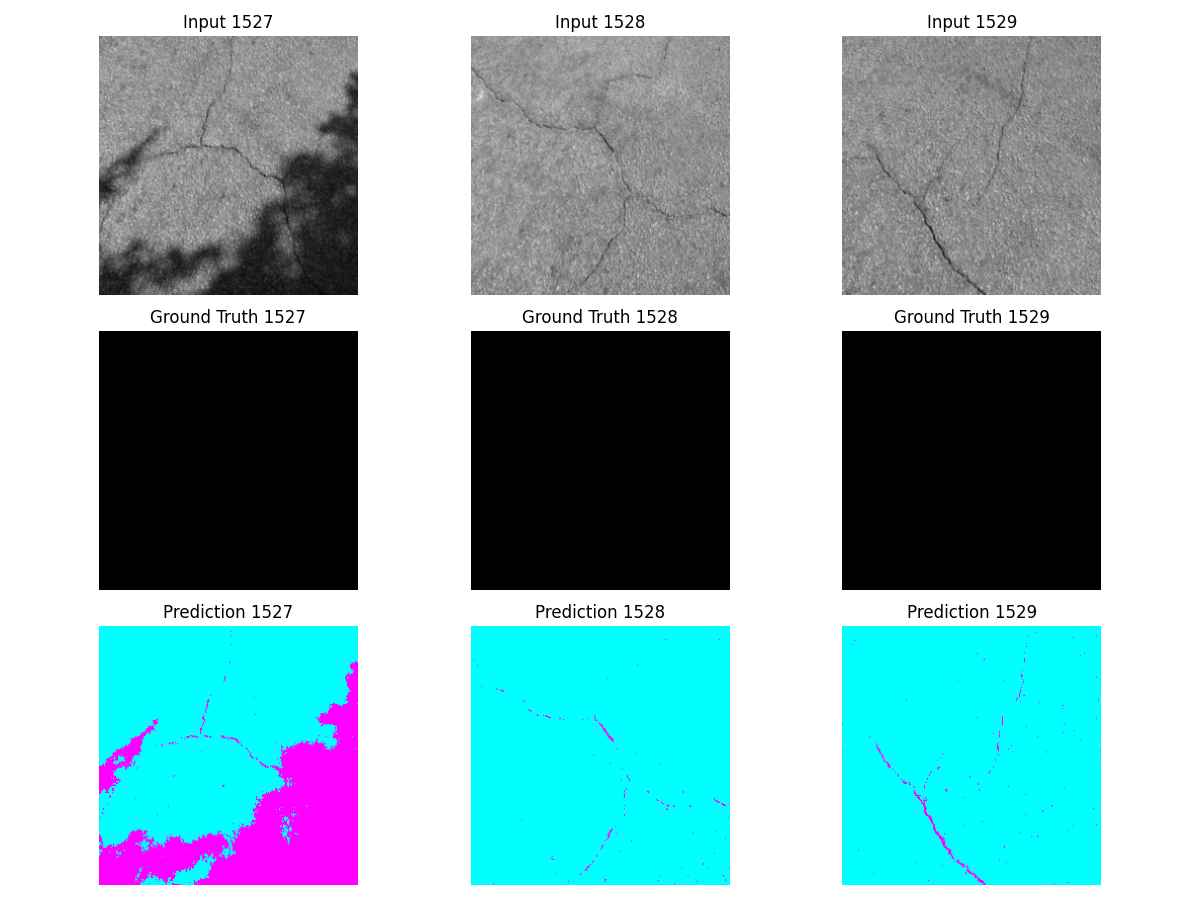 Input 1527
Input 1528
Input 1529
Ground Truth 1527
Ground Truth 1528
Ground Truth 1529
Prediction 1527
Prediction 1528
Prediction 1529